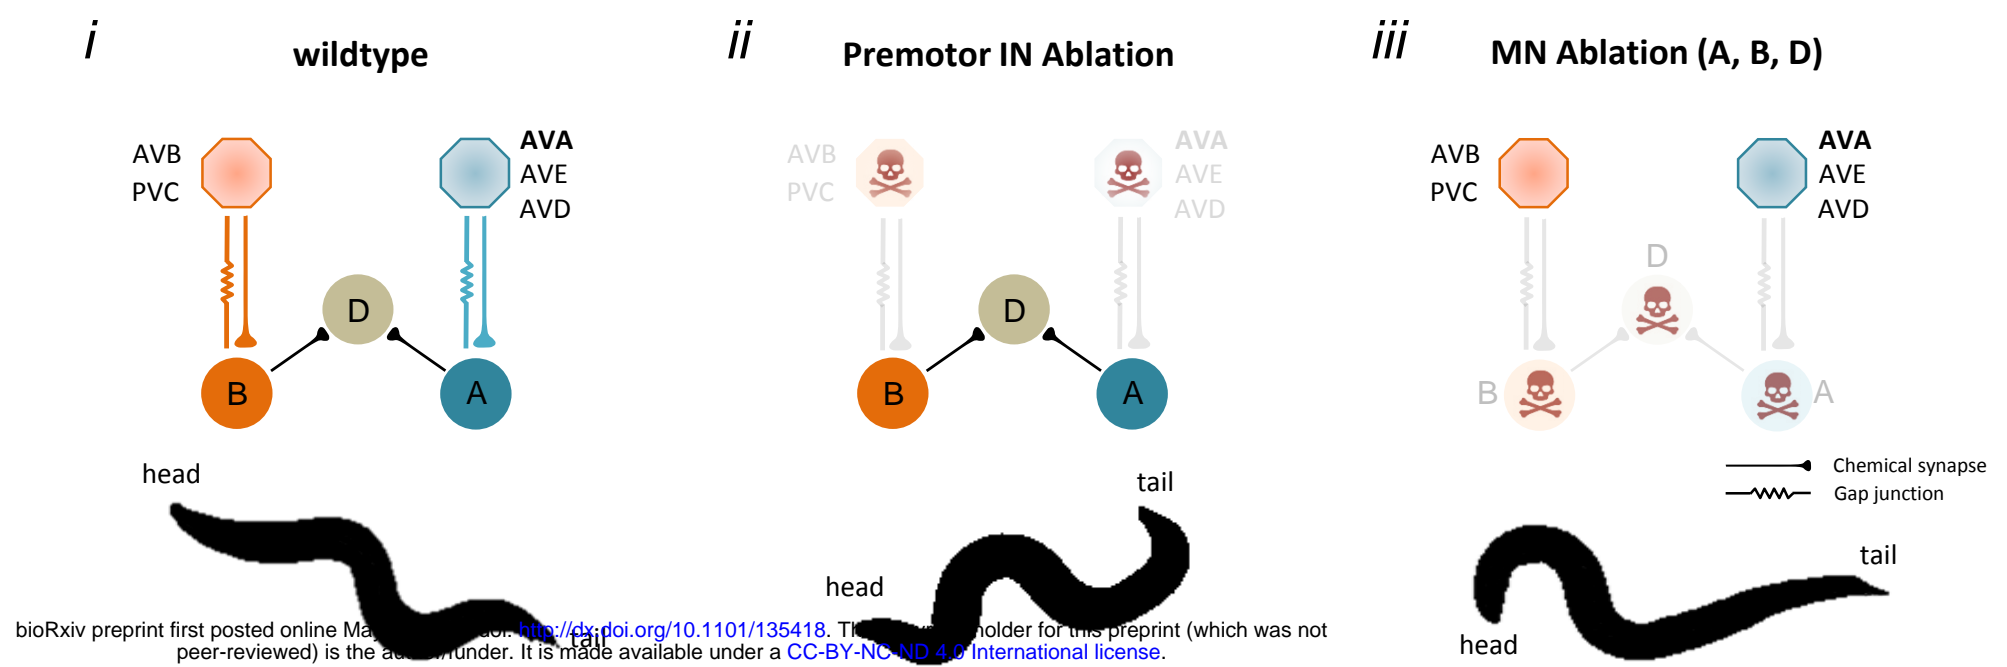 i wildtype
ii Premotor IN Ablation
iii MN Ablation (A, B, D)
AVB
PVC
AVA
AVE
AVD
D
B
A
head
tail
AVB
PVC
AVA
AVE
AVD
D
B
A
head
tail
AVB
PVC
AVA
AVE
AVD
D
B
A
Chemical synapse
Gap junction
head
tail
bioRxiv preprint first posted online http://dx.doi.org/10.1101/135418. holder for this preprint (which was not
peer-reviewed) is the It is made available under a CC-BY-NC-ND 4.0 International license.